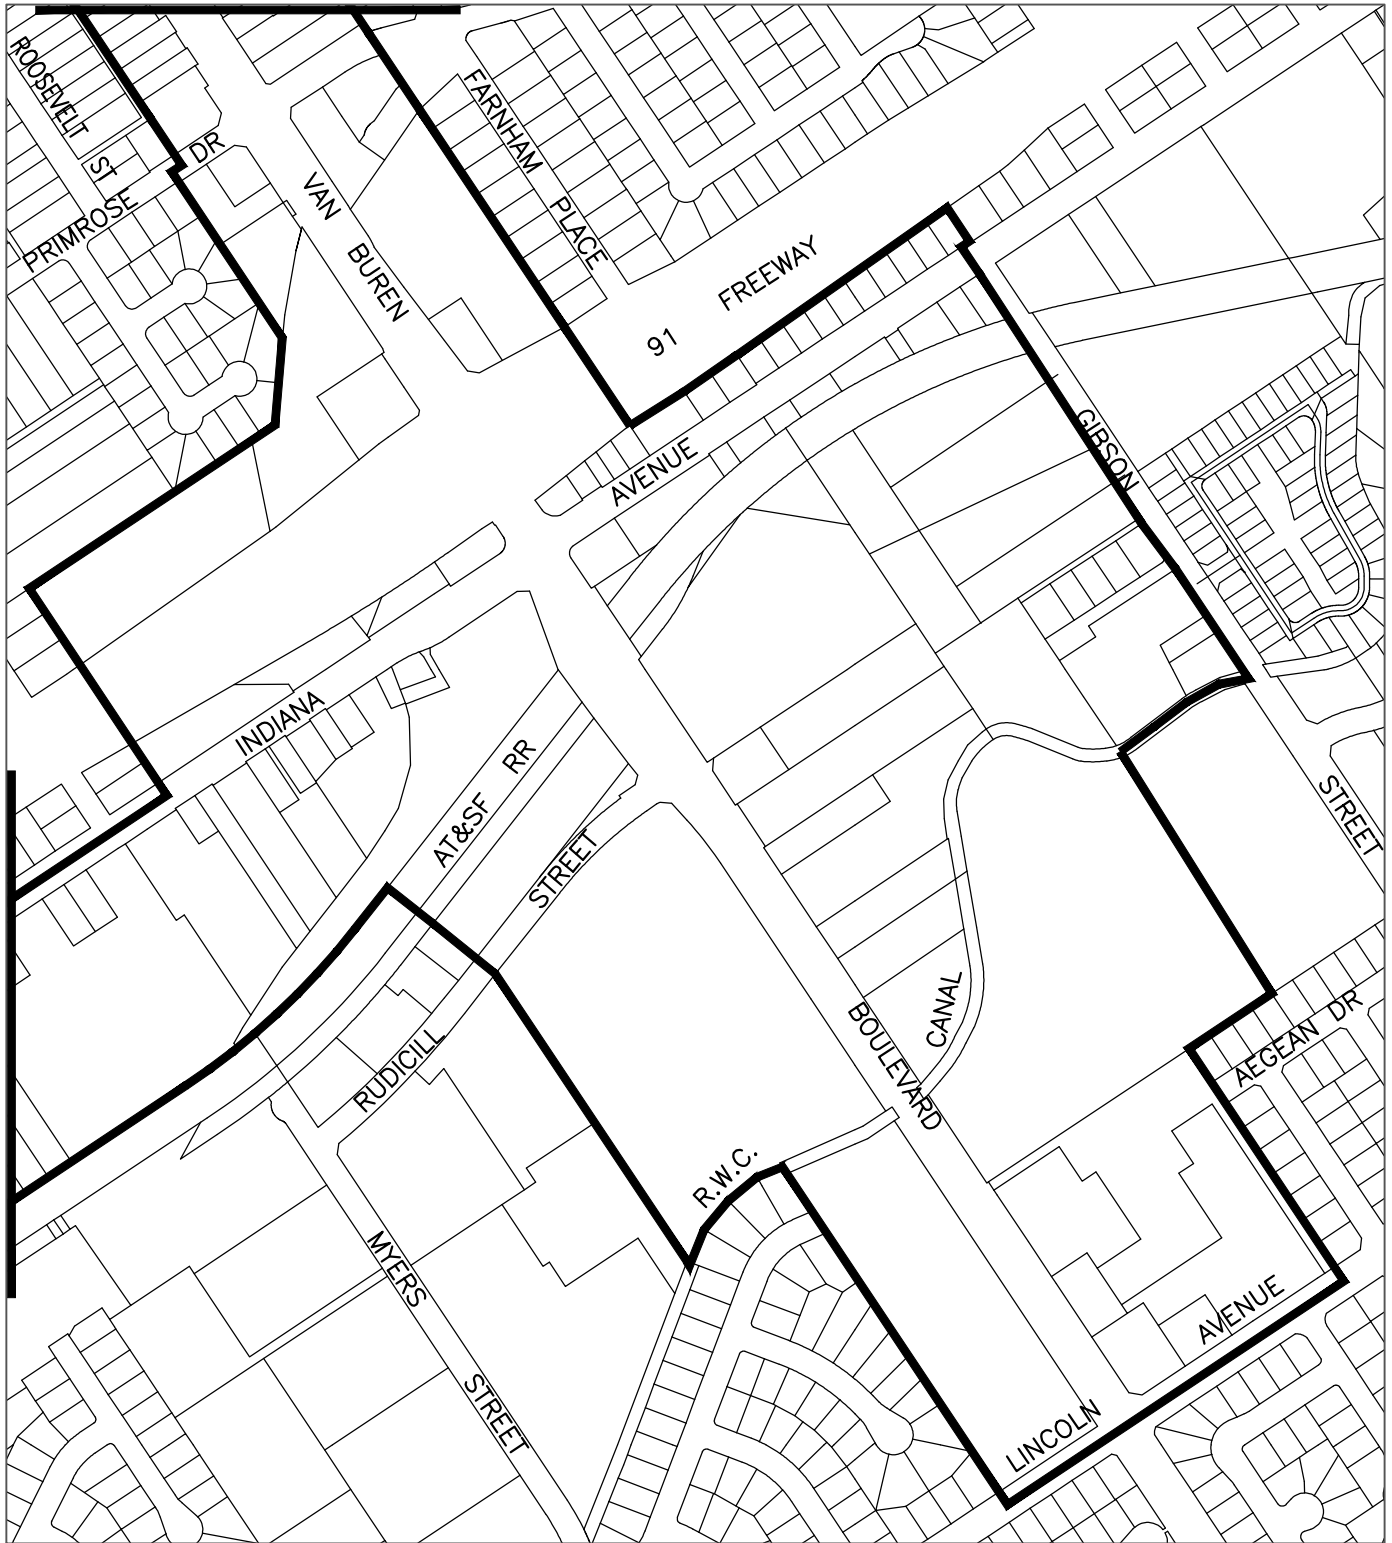 ROOSEVELT ST
PRIMROSE DR
VAN BUREN
FARNHAM PLACE
91 FREEWAY
AVENUE
GIBSON
INDIANA
AT&SF RR
STREET
STREET
CANAL
BOULEVARD
AEGEAN DR
RUDICILL
R.W.C.
MYERS
AVENUE
STREET
LINCOLN